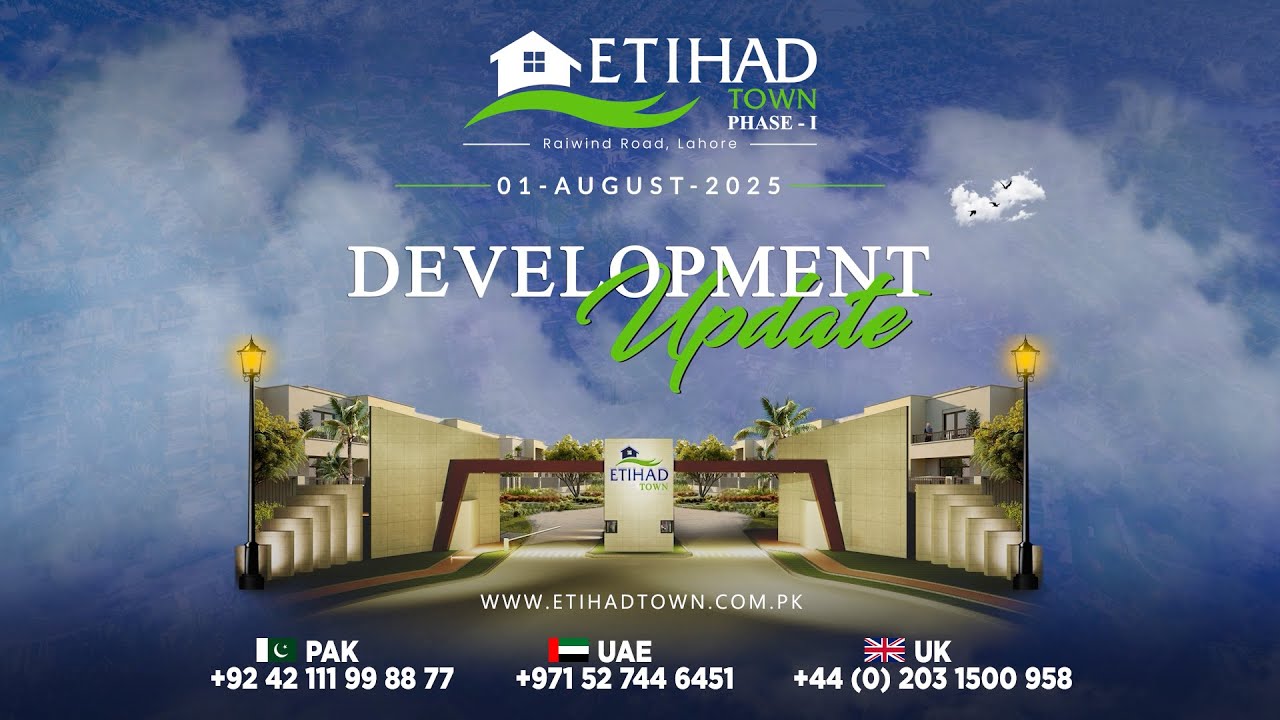 ETIHAD
TOWN
PHASE - I
Raiwind Road, Lahore
01-AUGUST-2025
DEVELOPMENT
Update
ETIHAD
TOWN
WWW.ETIHADTOWN.COM.PK
PAK
+92 42 111 99 88 77
UAE
+971 52 744 6451
UK
+44 (0) 203 1500 958